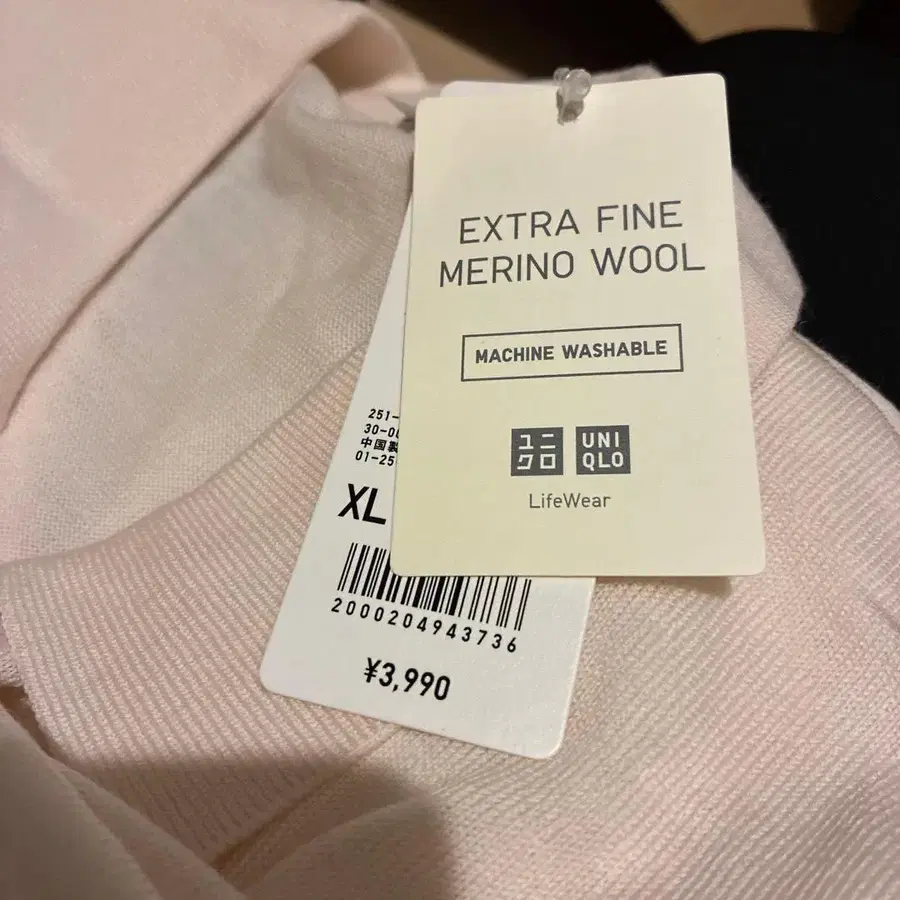 EXTRA FINE
MERINO WOOL
MACHINE WASHABLE
ユニ UNI
クロ QLO
LifeWear
251-
30-0
中国製
01-25
XL
2000204943736
¥3,990